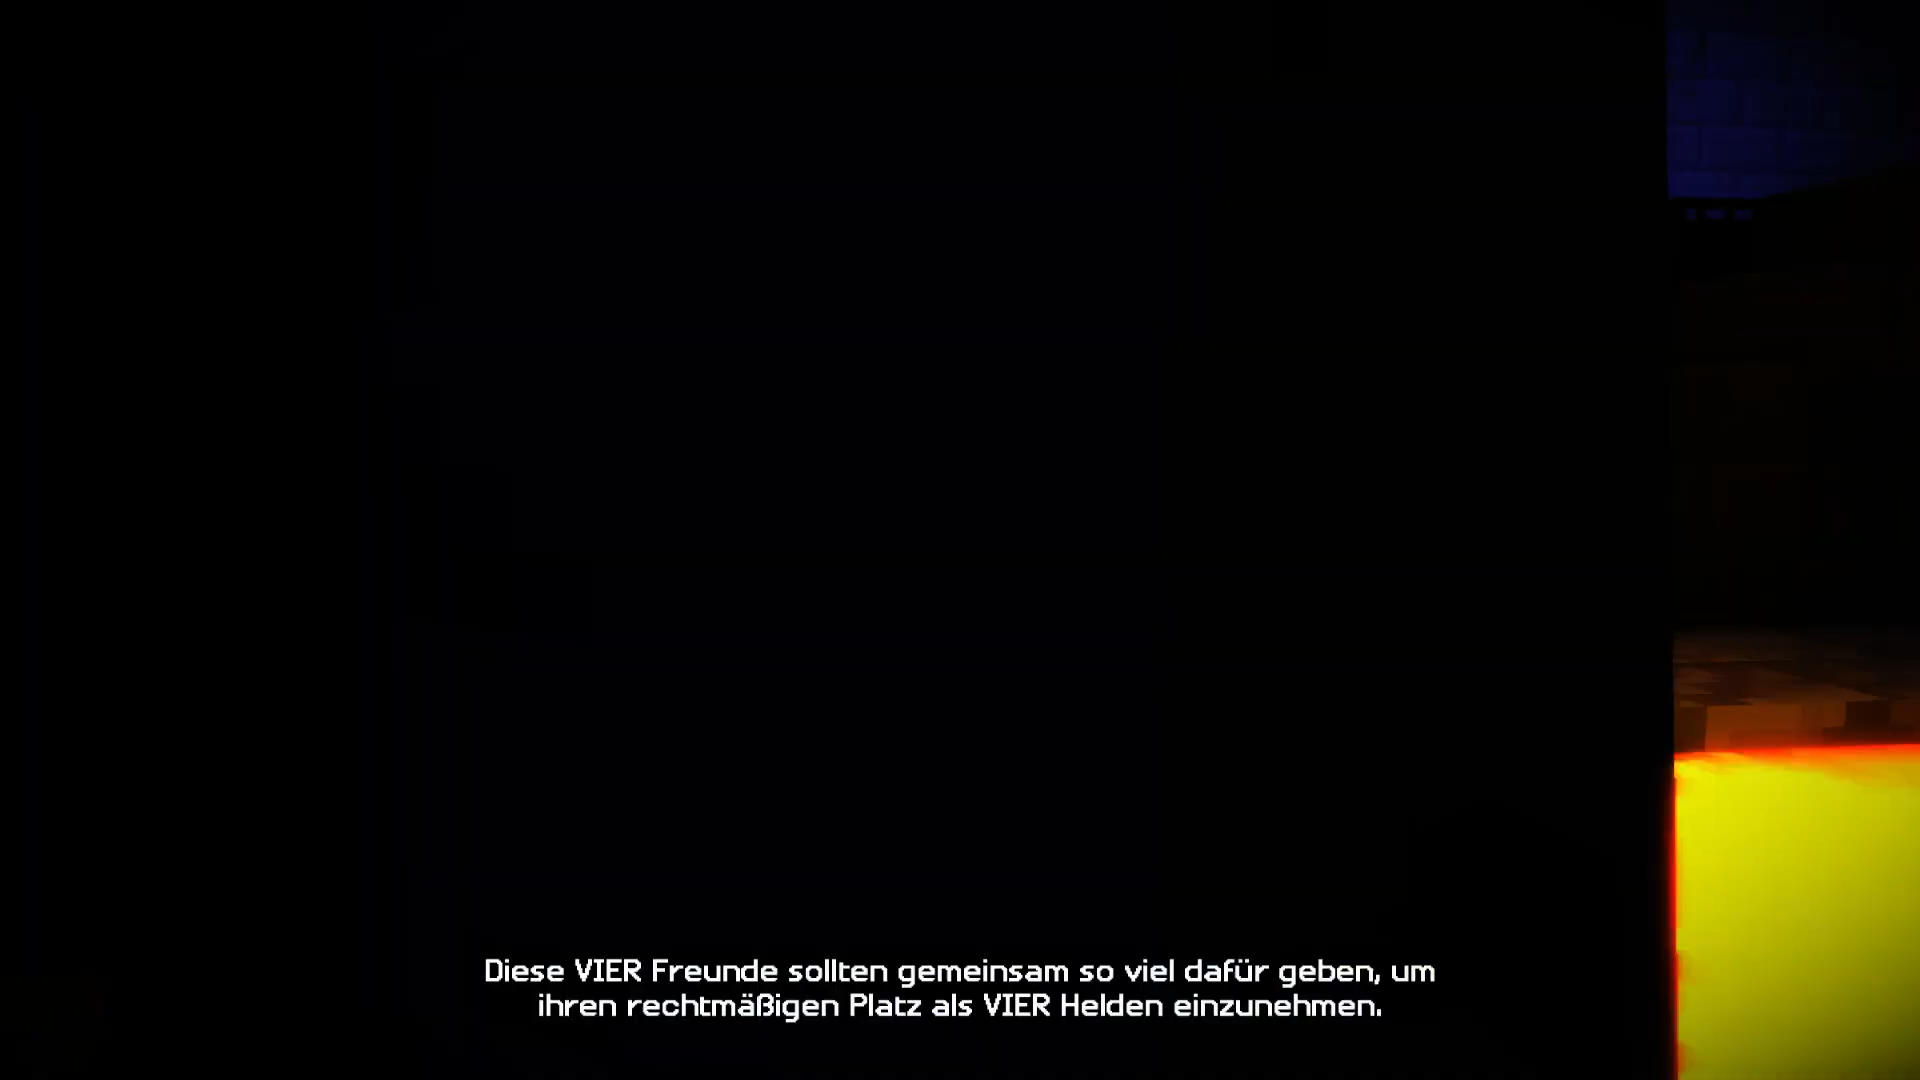 Diese VIER Freunde sollten gemeinsam so viel dafür geben, um
ihren rechtmäßigen Platz als VIER Helden einzunehmen.